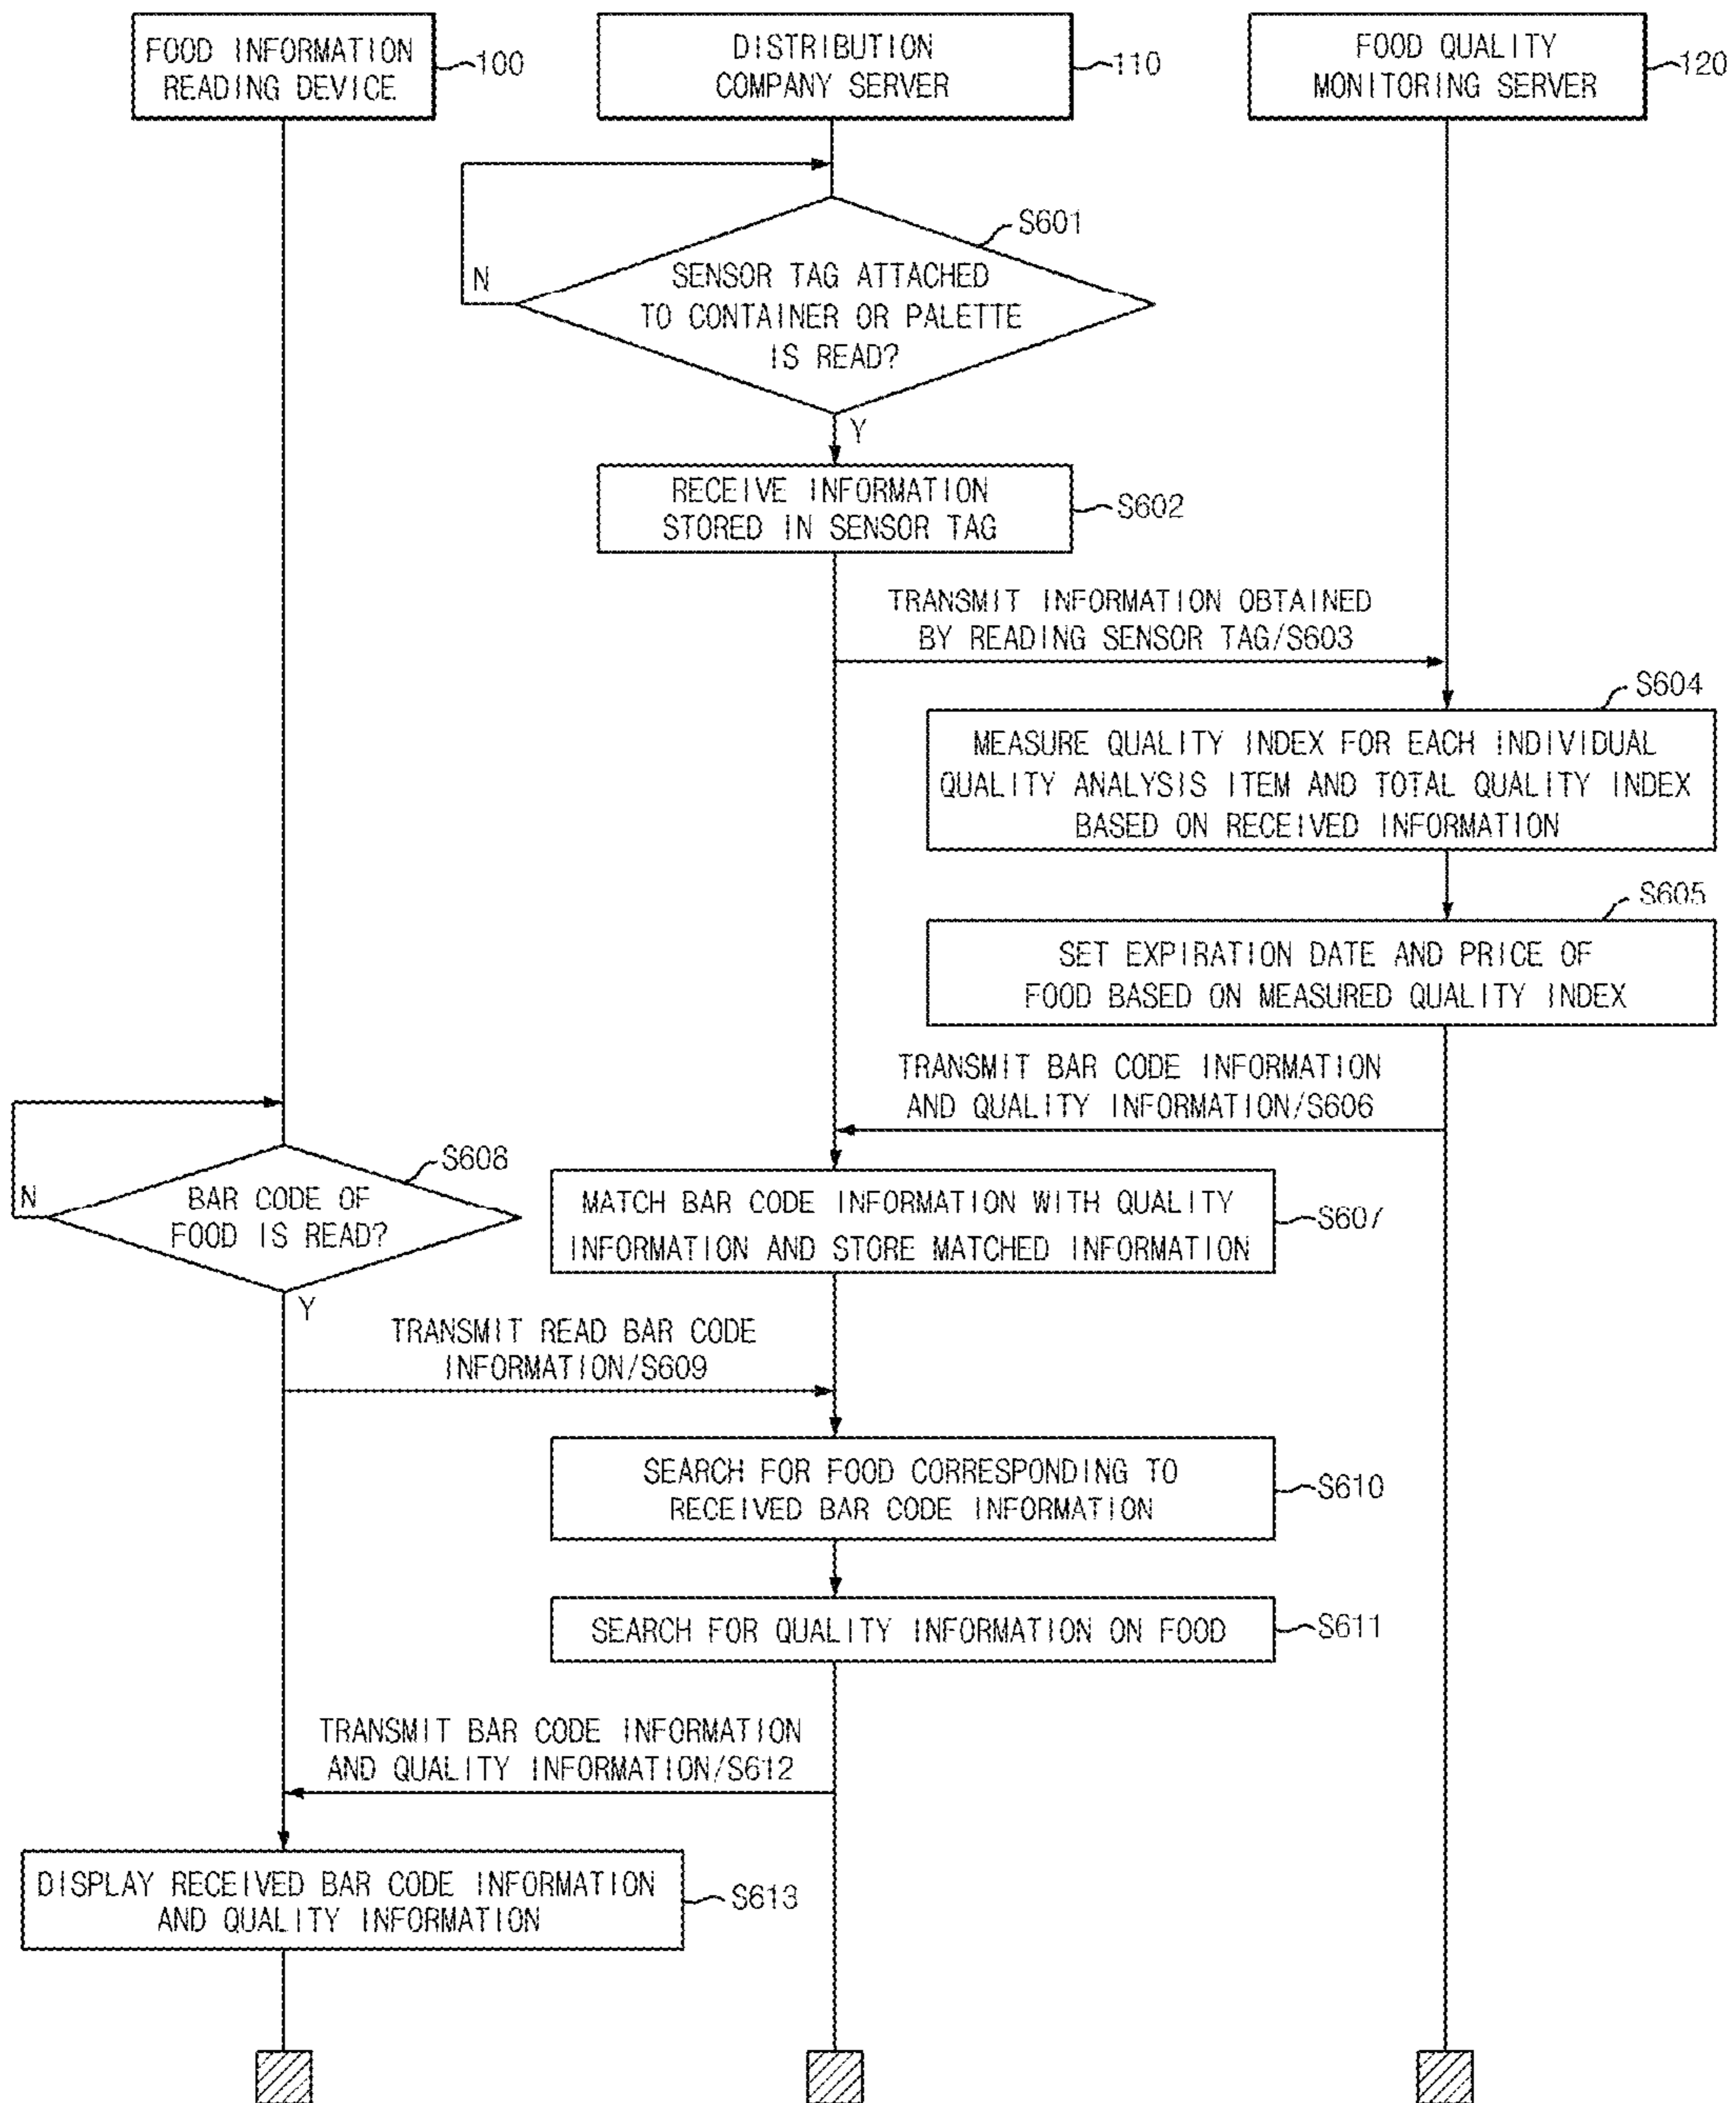 FOOD INFORMATION
READING DEVICE
100
DISTRIBUTION
COMPANY SERVER
110
FOOD QUALITY
MONITORING SERVER
120
S601
N
SENSOR TAG ATTACHED
TO CONTAINER OR PALETTE
IS READ?
Y
RECEIVE INFORMATION
STORED IN SENSOR TAG
S602
TRANSMIT INFORMATION OBTAINED
BY READING SENSOR TAG/S603
S604
MEASURE QUALITY INDEX FOR EACH INDIVIDUAL
QUALITY ANALYSIS ITEM AND TOTAL QUALITY INDEX
BASED ON RECEIVED INFORMATION
S605
SET EXPIRATION DATE AND PRICE OF
FOOD BASED ON MEASURED QUALITY INDEX
TRANSMIT BAR CODE INFORMATION
AND QUALITY INFORMATION/S606
S608
N
BAR CODE OF
FOOD IS READ?
Y
MATCH BAR CODE INFORMATION WITH QUALITY
INFORMATION AND STORE MATCHED INFORMATION
S607
TRANSMIT READ BAR CODE
INFORMATION/S609
SEARCH FOR FOOD CORRESPONDING TO
RECEIVED BAR CODE INFORMATION
S610
SEARCH FOR QUALITY INFORMATION ON FOOD
S611
TRANSMIT BAR CODE INFORMATION
AND QUALITY INFORMATION/S612
DISPLAY RECEIVED BAR CODE INFORMATION
AND QUALITY INFORMATION
S613